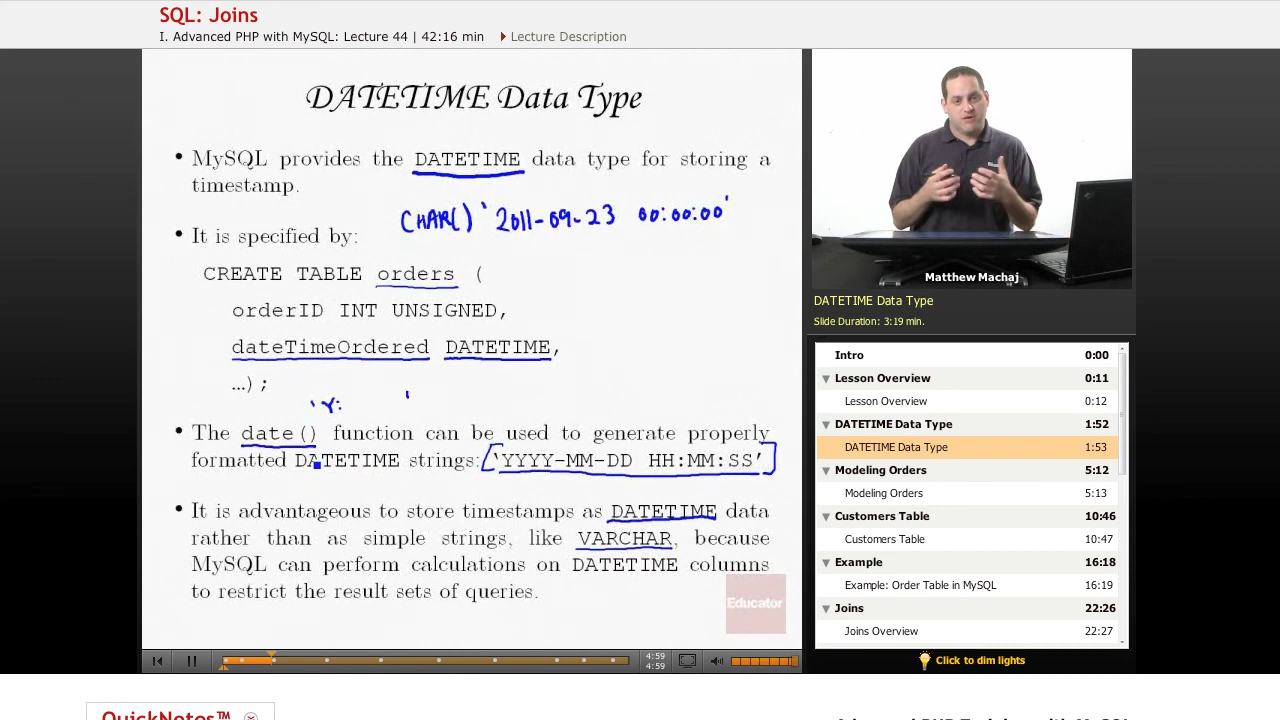 SQL: Joins
I. Advanced PHP with MySQL: Lecture 44 | 42:16 min Lecture Description
DATETIME Data Type
• MySQL provides the DATETIME data type for storing a
timestamp.
CHAR() '2011-09-23 00:00:00'
• It is specified by:
CREATE TABLE orders (
orderID INT UNSIGNED,
dateTimeOrdered DATETIME,
…);
'Y: '
• The date() function can be used to generate properly
formatted DATETIME strings: 'YYYY-MM-DD HH:MM:SS'
• It is advantageous to store timestamps as DATETIME data
rather than as simple strings, like VARCHAR, because
MySQL can perform calculations on DATETIME columns
to restrict the result sets of queries.
Educator
4:59
4:59
Matthew Machaj
DATETIME Data Type
Slide Duration: 3:19 min.
Intro 0:00
Lesson Overview 0:11
Lesson Overview 0:12
DATETIME Data Type 1:52
DATETIME Data Type 1:53
Modeling Orders 5:12
Modeling Orders 5:13
Customers Table 10:46
Customers Table 10:47
Example 16:18
Example: Order Table in MySQL 16:19
Joins 22:26
Joins Overview 22:27
Click to dim lights
QuickNotes™
Advanced PHP Training with MySQL